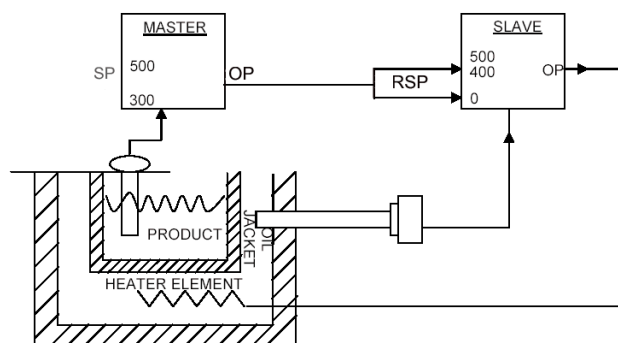 MASTER
SP 500 OP
300
SLAVE
500
400 OP
RSP
0
PRODUCT
OIL
JACKET
HEATER ELEMENT